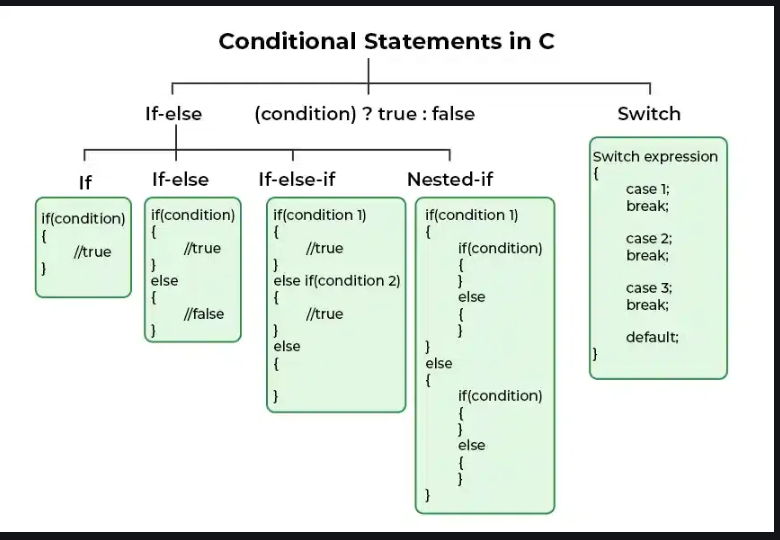 Conditional Statements in C
If-else
(condition) ? true : false
Switch
If
If-else
If-else-if
Nested-if
if(condition)
{
//true
}
if(condition)
{
//true
}
else
{
//false
}
if(condition 1)
{
//true
}
else if(condition 2)
{
//true
}
else
{
}
if(condition 1)
{
if(condition)
{
}
else
{
}
}
else
{
if(condition)
{
}
else
{
}
}
Switch expression
{
case 1;
break;
case 2;
break;
case 3;
break;
default;
}